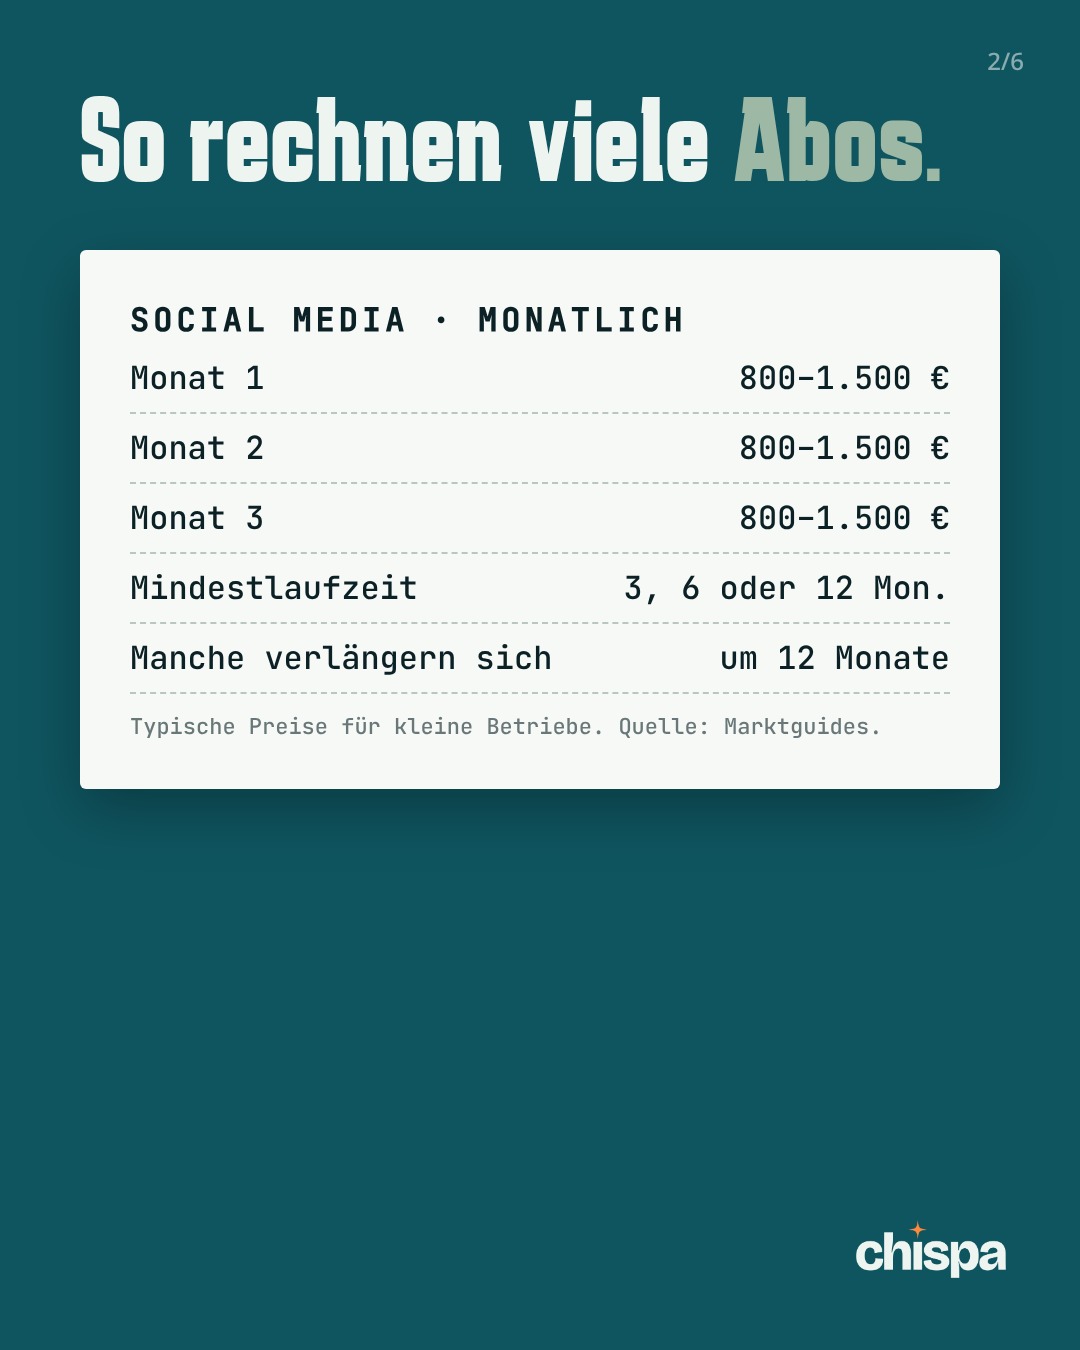 2/6
So rechnen viele Abos.
SOCIAL MEDIA · MONATLICH
Monat 1 800–1.500 €
Monat 2 800–1.500 €
Monat 3 800–1.500 €
Mindestlaufzeit 3, 6 oder 12 Mon.
Manche verlängern sich um 12 Monate
Typische Preise für kleine Betriebe. Quelle: Marktguides.
chispa